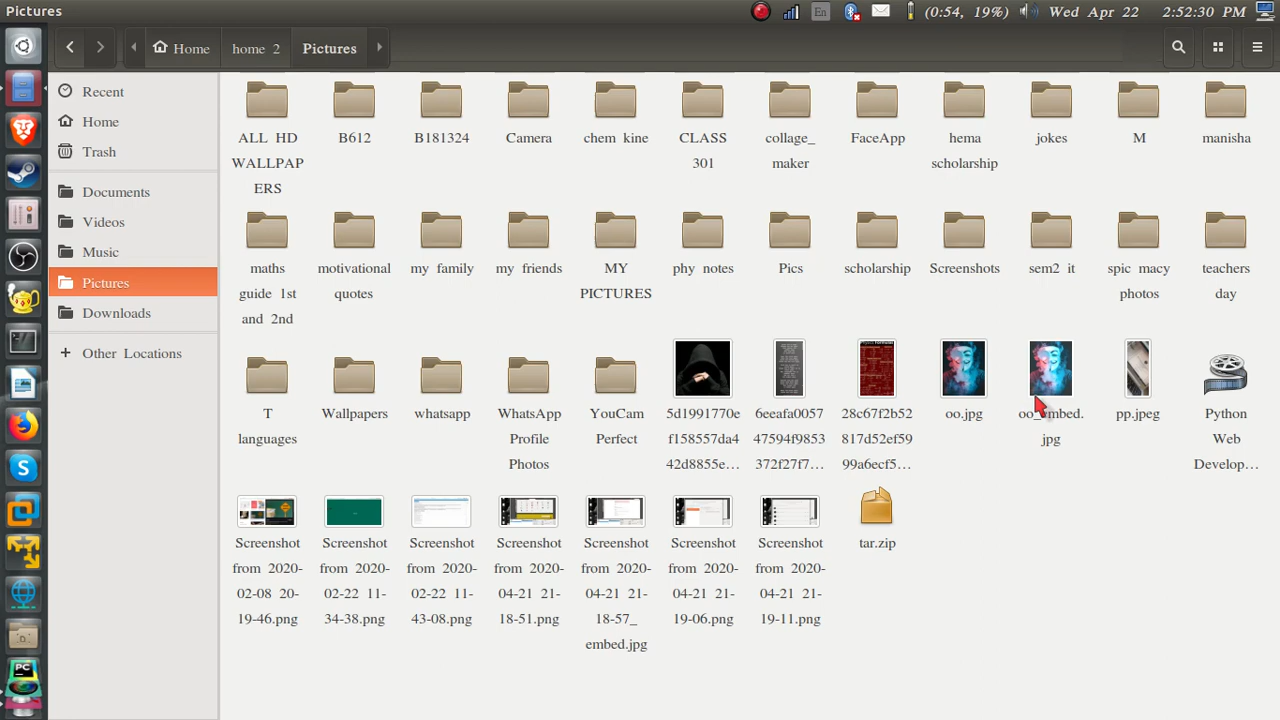 Pictures
En
(0:54, 19%)
Wed Apr 22
2:52:30 PM
Home
home 2
Pictures
Recent
Home
Trash
Documents
Videos
Music
Pictures
Downloads
+ Other Locations
ALL HD
WALLPAP
ERS
B612
B181324
Camera
chem kine
CLASS
301
collage_
maker
FaceApp
hema
scholarship
jokes
M
manisha
maths
guide 1st
and 2nd
motivational
quotes
my family
my friends
MY
PICTURES
phy notes
Pics
scholarship
Screenshots
sem2 it
spic macy
photos
teachers
day
T
languages
Wallpapers
whatsapp
WhatsApp
Profile
Photos
YouCam
Perfect
5d1991770e
f158557da4
42d8855e...
6eeafa0057
47594f9853
372f27f7...
28c67f2b52
817d52ef59
99a6ecf5...
oo.jpg
oo_embed.
jpg
pp.jpeg
Python
Web
Develop...
Screenshot
from 2020-
02-08 20-
19-46.png
Screenshot
from 2020-
02-22 11-
34-38.png
Screenshot
from 2020-
02-22 11-
43-08.png
Screenshot
from 2020-
04-21 21-
18-51.png
Screenshot
from 2020-
04-21 21-
18-57_
embed.jpg
Screenshot
from 2020-
04-21 21-
19-06.png
Screenshot
from 2020-
04-21 21-
19-11.png
tar.zip
PC